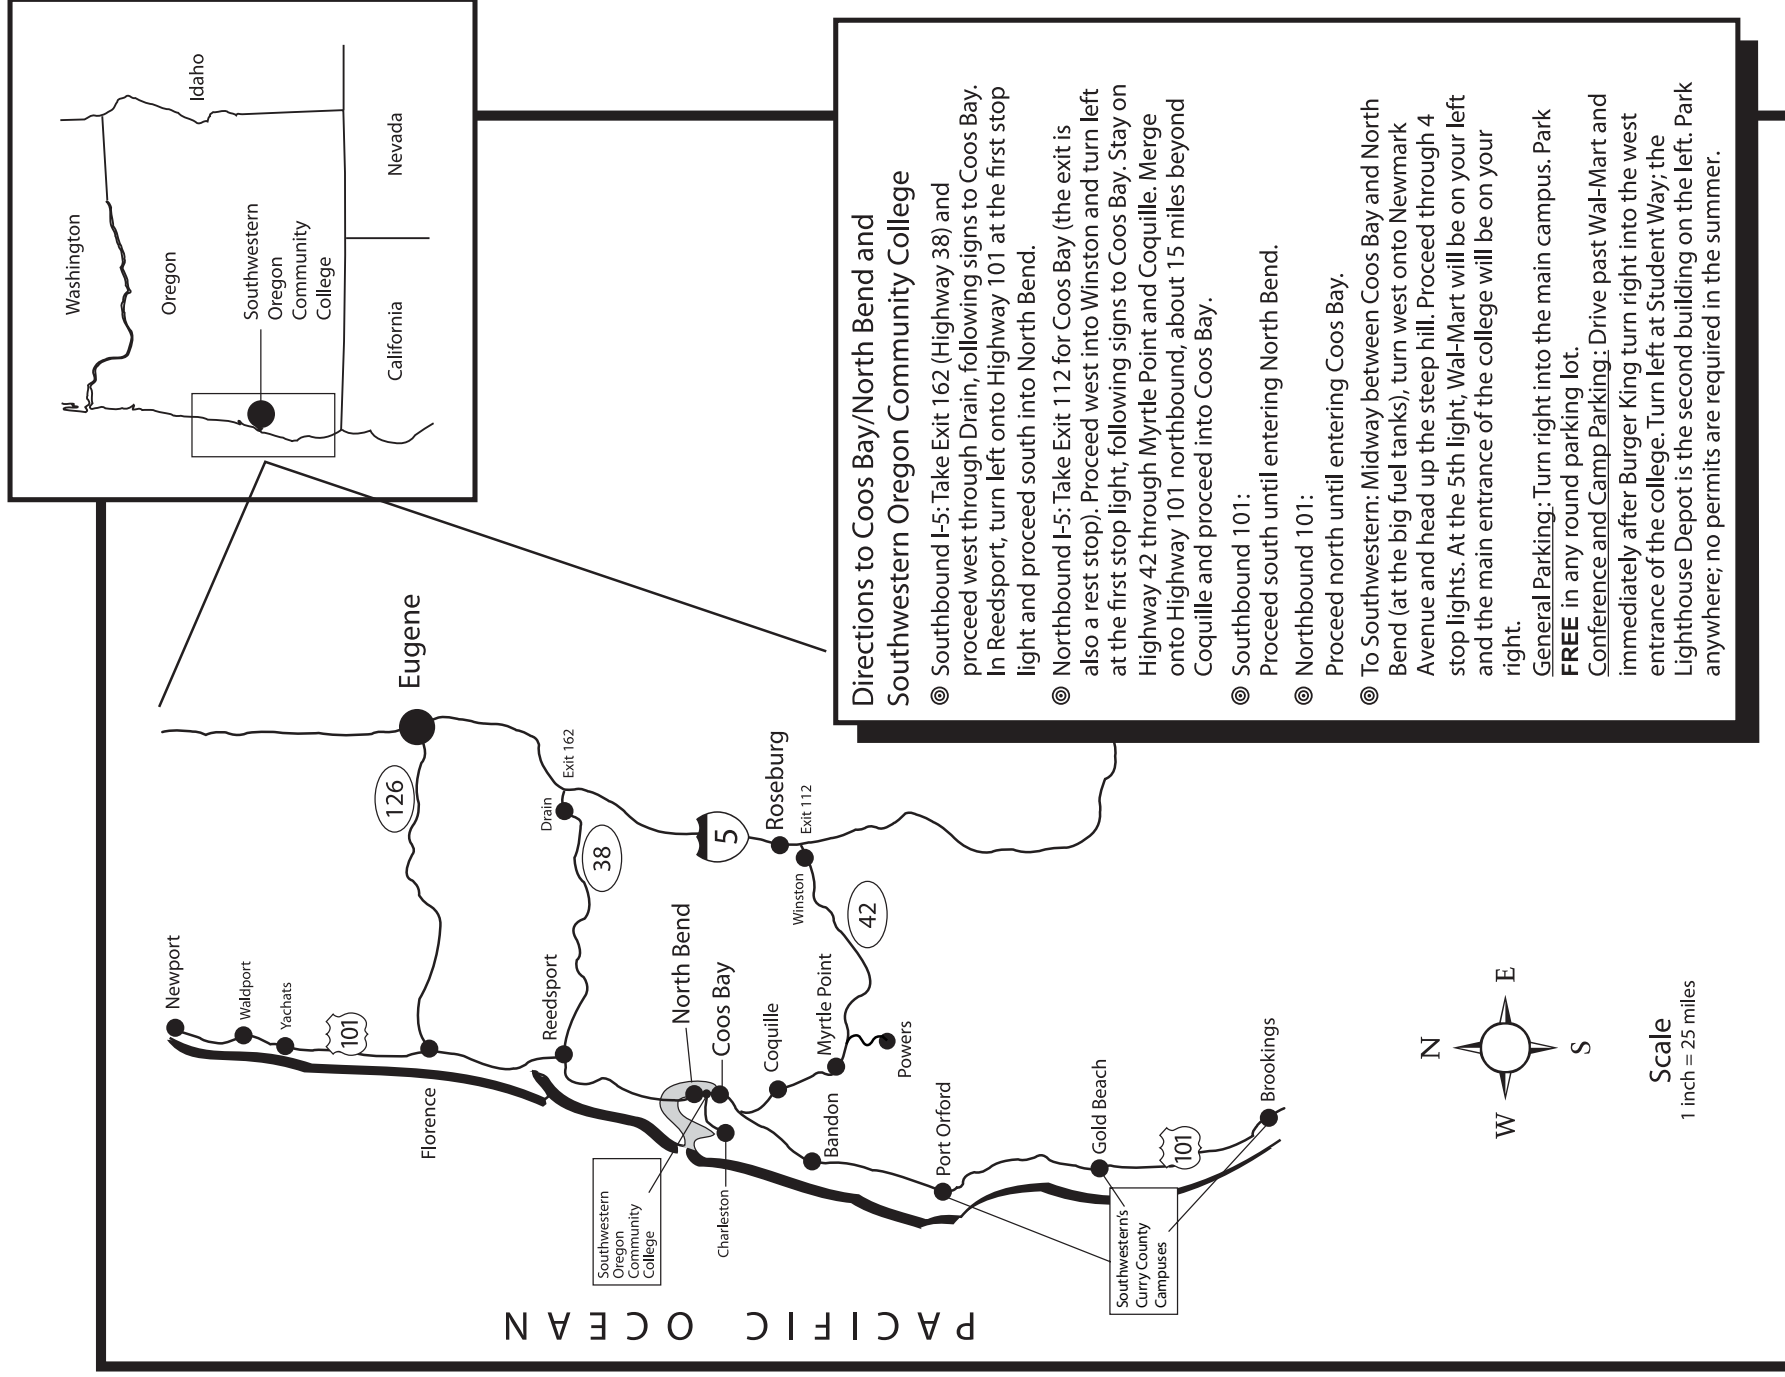 Washington
Idaho
Oregon
Southwestern
Oregon
Community
College
California
Nevada
Newport
Waldport
Yachats
101
126
Eugene
Florence
Reedsport
38
Drain
Exit 162
5
Southwestern
Oregon
Community
College
North Bend
Coos Bay
Charleston
Coquille
Roseburg
Exit 112
Winston
42
Myrtle Point
Bandon
Powers
Port Orford
Gold Beach
Southwestern's
Curry County
Campuses
101
Brookings
PACIFIC OCEAN
N
W
E
S
Scale
1 inch = 25 miles
Directions to Coos Bay/North Bend and
Southwestern Oregon Community College
Southbound I-5: Take Exit 162 (Highway 38) and
proceed west through Drain, following signs to Coos Bay.
In Reedsport, turn left onto Highway 101 at the first stop
light and proceed south into North Bend.
Northbound I-5: Take Exit 112 for Coos Bay (the exit is
also a rest stop). Proceed west into Winston and turn left
at the first stop light, following signs to Coos Bay. Stay on
Highway 42 through Myrtle Point and Coquille. Merge
onto Highway 101 northbound, about 15 miles beyond
Coquille and proceed into Coos Bay.
Southbound 101:
Proceed south until entering North Bend.
Northbound 101:
Proceed north until entering Coos Bay.
To Southwestern: Midway between Coos Bay and North
Bend (at the big fuel tanks), turn west onto Newmark
Avenue and head up the steep hill. Proceed through 4
stop lights. At the 5th light, Wal-Mart will be on your left
and the main entrance of the college will be on your
right.
General Parking: Turn right into the main campus. Park
FREE in any round parking lot.
Conference and Camp Parking: Drive past Wal-Mart and
immediately after Burger King turn right into the west
entrance of the college. Turn left at Student Way; the
Lighthouse Depot is the second building on the left. Park
anywhere; no permits are required in the summer.